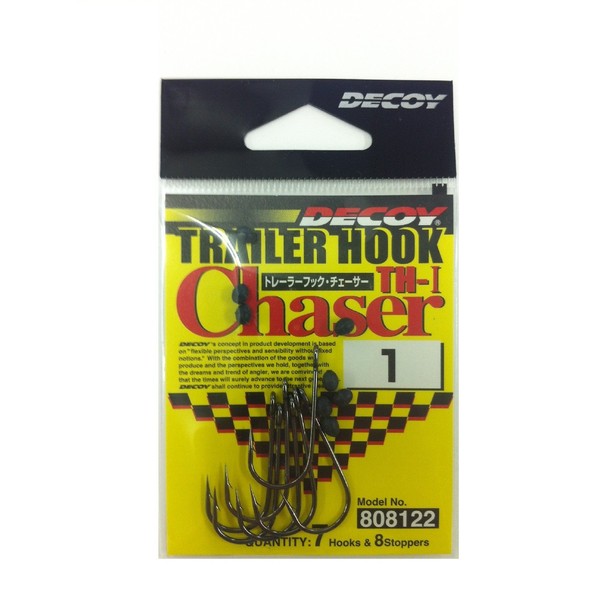 DECOY
DECOY®
TRAILER HOOK
トレーラーフック・チェーサー TH-I
Chaser
1
DECOY's concept in product development is based
on "flexible perspectives and sensibility without fixed
notions." With the combination of the goods we
produce and the perspectives we hold, together with
the dreams and trend of angler, we are convinced
that the times will surely advance to the next
DECOY shall continue to provide
Model No.
808122
QUANTITY: 7 Hooks & 8 Stoppers